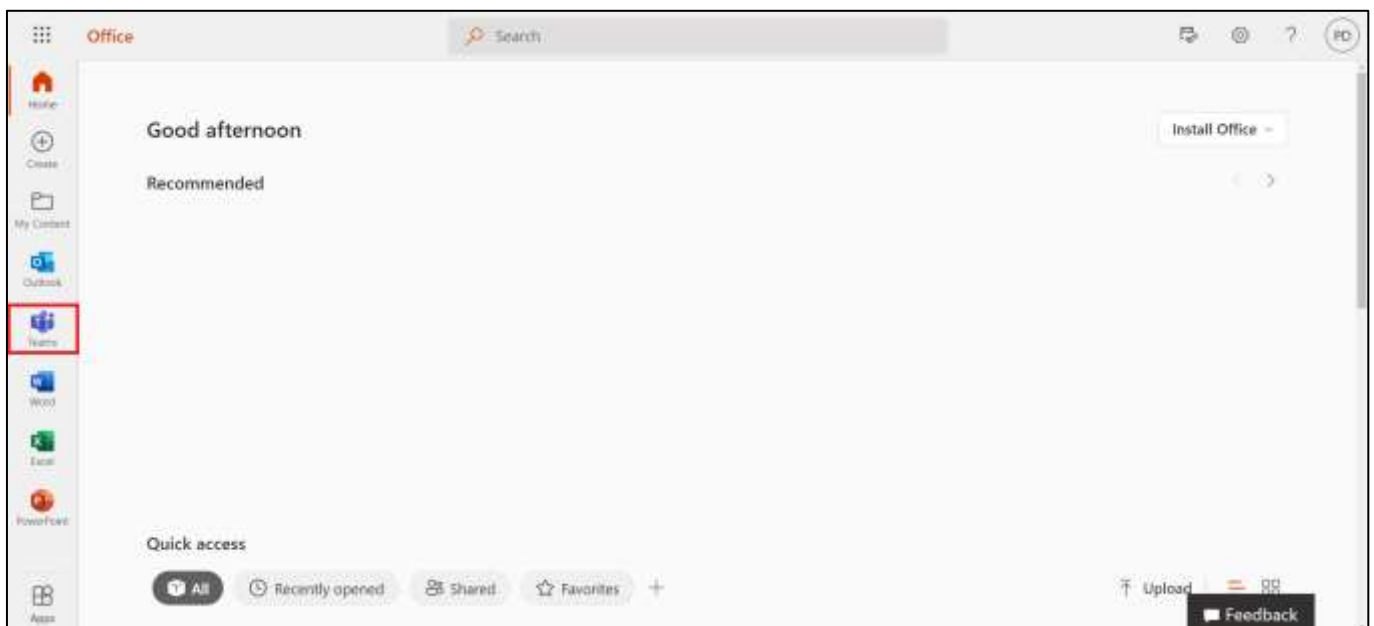 Office
Search
PD
Home
Create
My Content
Outlook
Teams
Word
Excel
PowerPoint
Apps
Good afternoon
Install Office
Recommended
Quick access
All
Recently opened
Shared
Favorites
Upload
Feedback